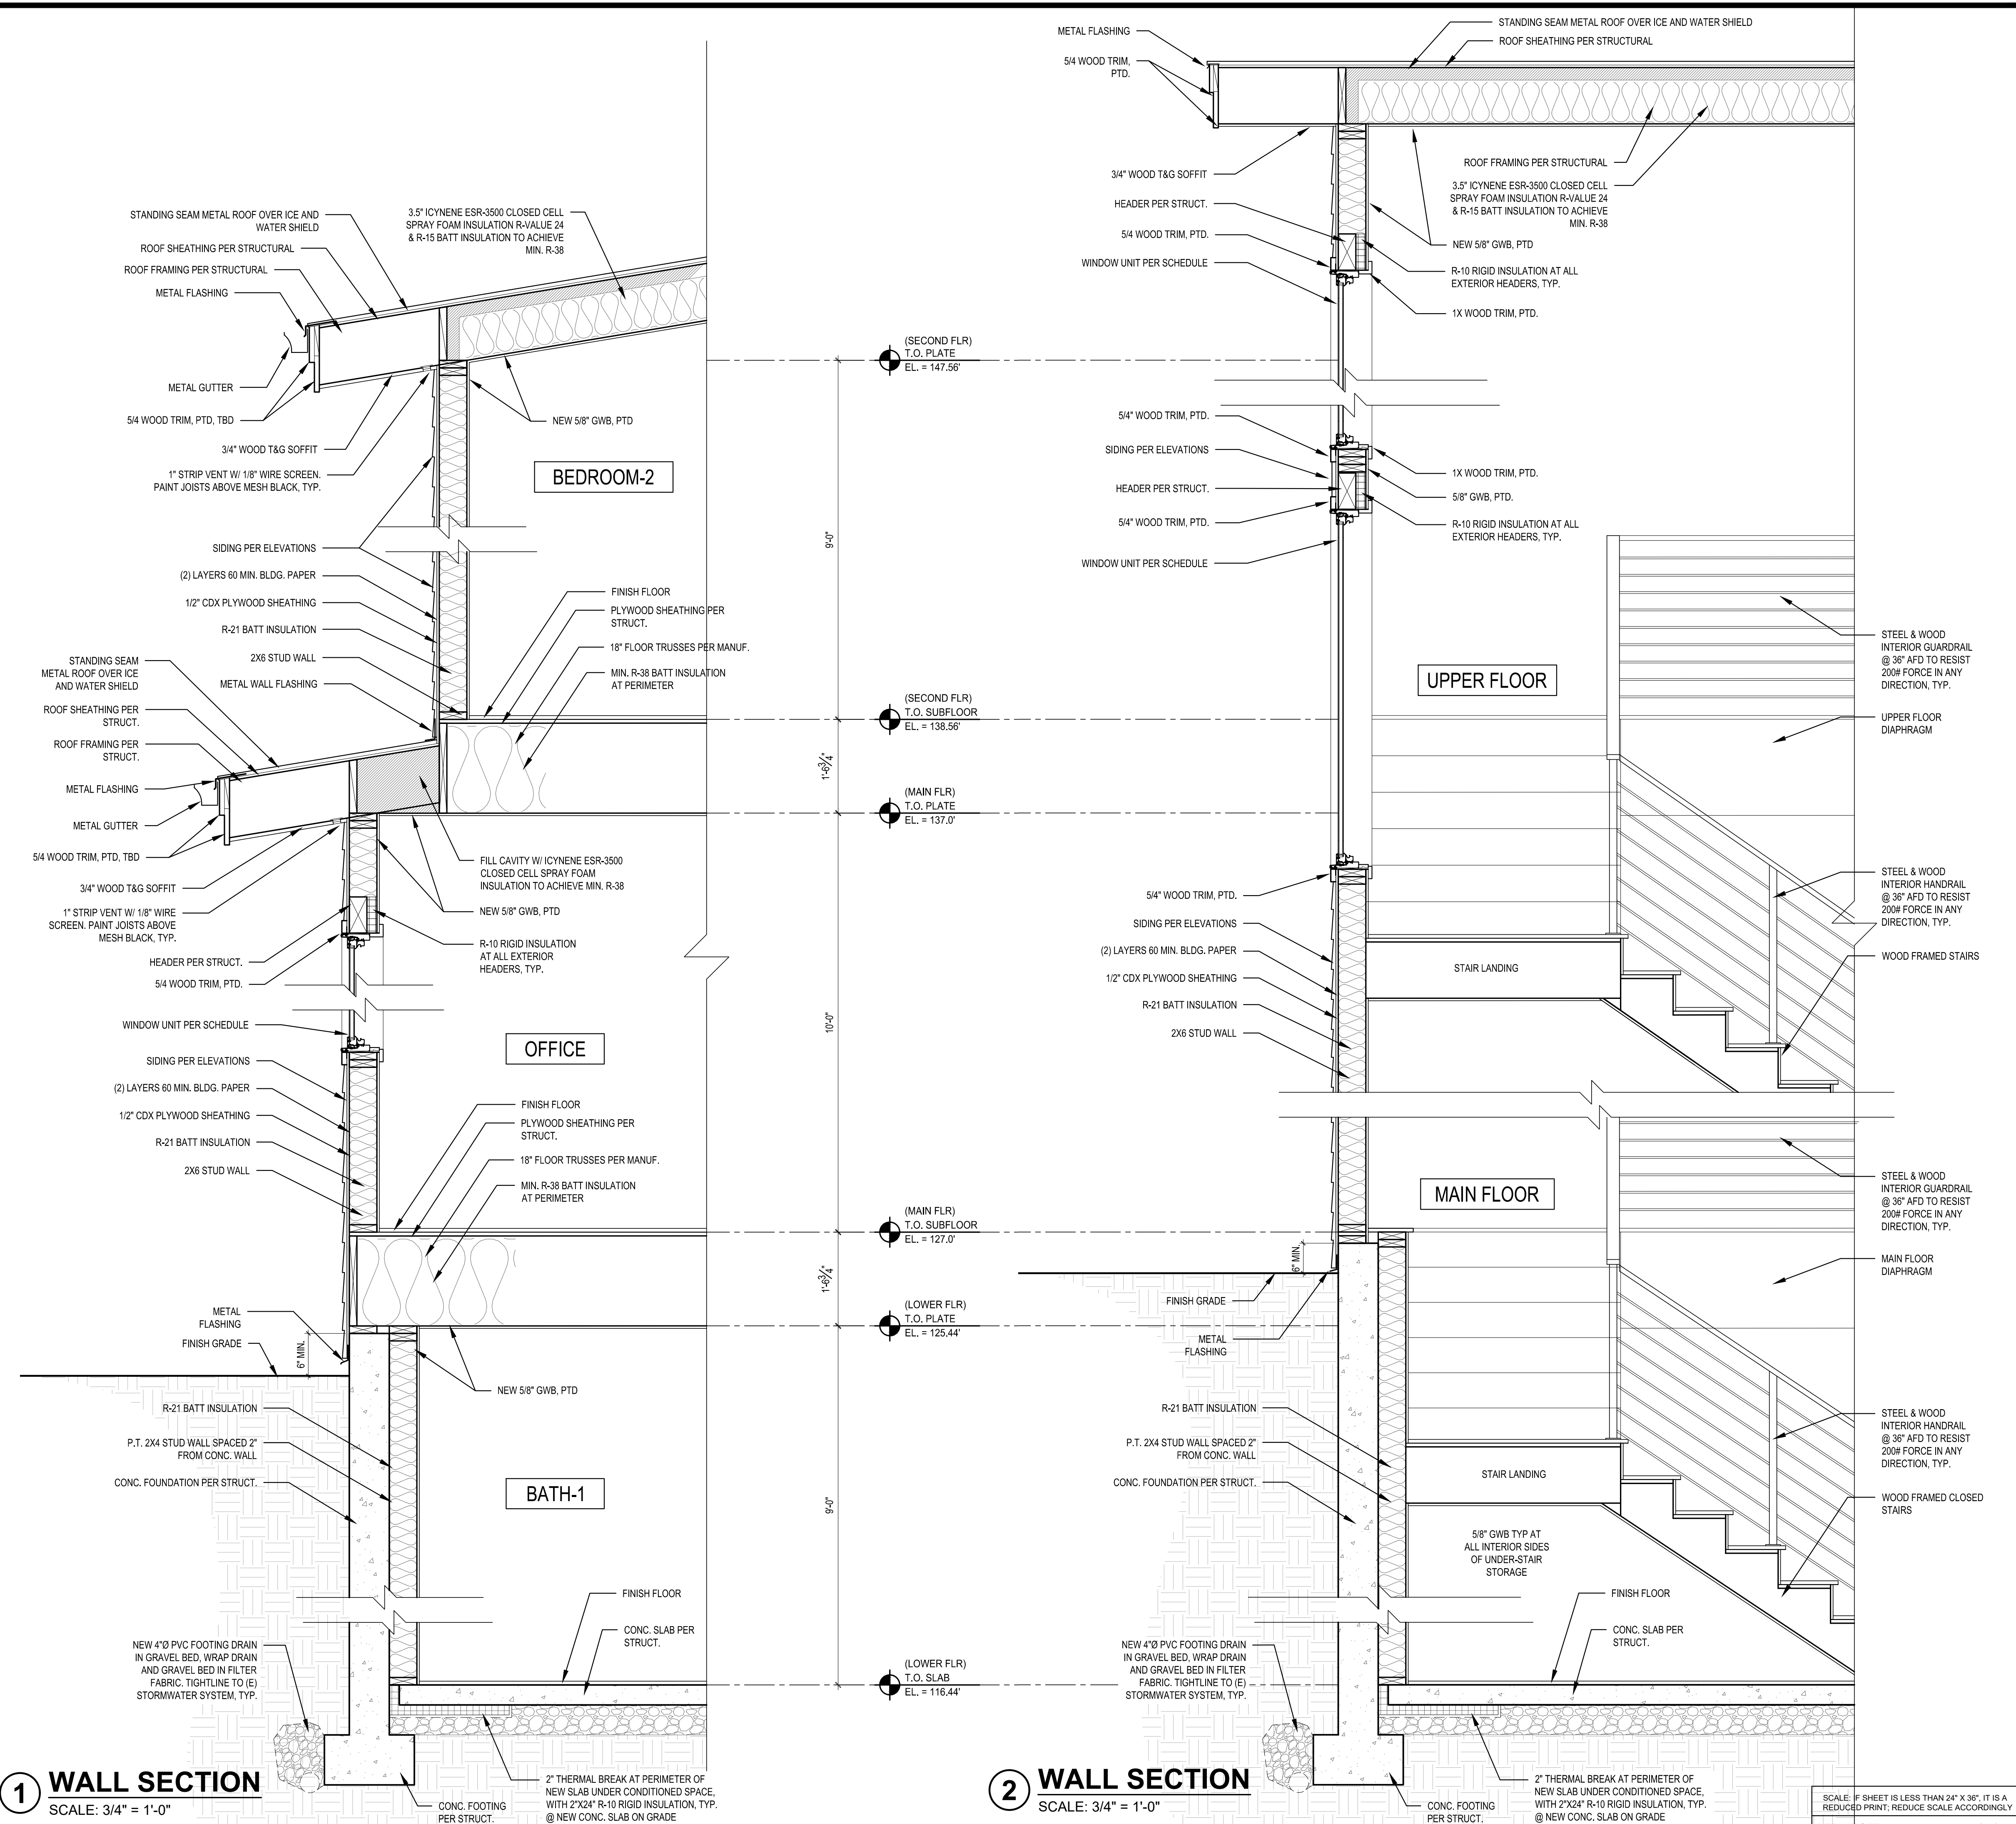 STANDING SEAM METAL ROOF OVER ICE AND
WATER SHIELD
ROOF SHEATHING PER STRUCTURAL
ROOF FRAMING PER STRUCTURAL
METAL FLASHING
METAL GUTTER
5/4 WOOD TRIM, PTD, TBD
3/4" WOOD T&G SOFFIT
1" STRIP VENT W/ 1/8" WIRE SCREEN.
PAINT JOISTS ABOVE MESH BLACK, TYP.
SIDING PER ELEVATIONS
(2) LAYERS 60 MIN. BLDG. PAPER
1/2" CDX PLYWOOD SHEATHING
R-21 BATT INSULATION
2X6 STUD WALL
METAL WALL FLASHING
STANDING SEAM
METAL ROOF OVER ICE
AND WATER SHIELD
ROOF SHEATHING PER
STRUCT.
ROOF FRAMING PER
STRUCT.
METAL FLASHING
METAL GUTTER
5/4 WOOD TRIM, PTD, TBD
3/4" WOOD T&G SOFFIT
1" STRIP VENT W/ 1/8" WIRE
SCREEN. PAINT JOISTS ABOVE
MESH BLACK, TYP.
HEADER PER STRUCT.
5/4 WOOD TRIM, PTD.
WINDOW UNIT PER SCHEDULE
SIDING PER ELEVATIONS
(2) LAYERS 60 MIN. BLDG. PAPER
1/2" CDX PLYWOOD SHEATHING
R-21 BATT INSULATION
2X6 STUD WALL
METAL
FLASHING
FINISH GRADE
6" MIN.
R-21 BATT INSULATION
P.T. 2X4 STUD WALL SPACED 2"
FROM CONC. WALL
CONC. FOUNDATION PER STRUCT.
NEW 4"Ø PVC FOOTING DRAIN
IN GRAVEL BED, WRAP DRAIN
AND GRAVEL BED IN FILTER
FABRIC. TIGHTLINE TO (E)
STORMWATER SYSTEM, TYP.
3.5" ICYNENE ESR-3500 CLOSED CELL
SPRAY FOAM INSULATION R-VALUE 24
& R-15 BATT INSULATION TO ACHIEVE
MIN. R-38
NEW 5/8" GWB, PTD
BEDROOM-2
FINISH FLOOR
PLYWOOD SHEATHING PER
STRUCT.
18" FLOOR TRUSSES PER MANUF.
MIN. R-38 BATT INSULATION
AT PERIMETER
FILL CAVITY W/ ICYNENE ESR-3500
CLOSED CELL SPRAY FOAM
INSULATION TO ACHIEVE MIN. R-38
NEW 5/8" GWB, PTD
R-10 RIGID INSULATION
AT ALL EXTERIOR
HEADERS, TYP.
OFFICE
FINISH FLOOR
PLYWOOD SHEATHING PER
STRUCT.
18" FLOOR TRUSSES PER MANUF.
MIN. R-38 BATT INSULATION
AT PERIMETER
NEW 5/8" GWB, PTD
BATH-1
FINISH FLOOR
CONC. SLAB PER
STRUCT.
2" THERMAL BREAK AT PERIMETER OF
NEW SLAB UNDER CONDITIONED SPACE,
WITH 2"X24" R-10 RIGID INSULATION, TYP.
@ NEW CONC. SLAB ON GRADE
CONC. FOOTING
PER STRUCT.
1
WALL SECTION
SCALE: 3/4" = 1'-0"
9'-0"
1'-6 3/4"
10'-0"
1'-6 3/4"
9'-0"
(SECOND FLR)
T.O. PLATE
EL. = 147.56'
(SECOND FLR)
T.O. SUBFLOOR
EL. = 138.56'
(MAIN FLR)
T.O. PLATE
EL. = 137.0'
(MAIN FLR)
T.O. SUBFLOOR
EL. = 127.0'
(LOWER FLR)
T.O. PLATE
EL. = 125.44'
(LOWER FLR)
T.O. SLAB
EL. = 116.44'
METAL FLASHING
5/4 WOOD TRIM,
PTD.
3/4" WOOD T&G SOFFIT
HEADER PER STRUCT.
5/4 WOOD TRIM, PTD.
WINDOW UNIT PER SCHEDULE
5/4" WOOD TRIM, PTD.
SIDING PER ELEVATIONS
HEADER PER STRUCT.
5/4" WOOD TRIM, PTD.
WINDOW UNIT PER SCHEDULE
5/4" WOOD TRIM, PTD.
SIDING PER ELEVATIONS
(2) LAYERS 60 MIN. BLDG. PAPER
1/2" CDX PLYWOOD SHEATHING
R-21 BATT INSULATION
2X6 STUD WALL
6" MIN.
FINISH GRADE
METAL
FLASHING
R-21 BATT INSULATION
P.T. 2X4 STUD WALL SPACED 2"
FROM CONC. WALL
CONC. FOUNDATION PER STRUCT.
NEW 4"Ø PVC FOOTING DRAIN
IN GRAVEL BED, WRAP DRAIN
AND GRAVEL BED IN FILTER
FABRIC. TIGHTLINE TO (E)
STORMWATER SYSTEM, TYP.
STANDING SEAM METAL ROOF OVER ICE AND WATER SHIELD
ROOF SHEATHING PER STRUCTURAL
ROOF FRAMING PER STRUCTURAL
3.5" ICYNENE ESR-3500 CLOSED CELL
SPRAY FOAM INSULATION R-VALUE 24
& R-15 BATT INSULATION TO ACHIEVE
MIN. R-38
NEW 5/8" GWB, PTD
R-10 RIGID INSULATION AT ALL
EXTERIOR HEADERS, TYP.
1X WOOD TRIM, PTD.
1X WOOD TRIM, PTD.
5/8" GWB, PTD.
R-10 RIGID INSULATION AT ALL
EXTERIOR HEADERS, TYP.
UPPER FLOOR
STAIR LANDING
MAIN FLOOR
STAIR LANDING
5/8" GWB TYP AT
ALL INTERIOR SIDES
OF UNDER-STAIR
STORAGE
FINISH FLOOR
CONC. SLAB PER
STRUCT.
2" THERMAL BREAK AT PERIMETER OF
NEW SLAB UNDER CONDITIONED SPACE,
WITH 2"X24" R-10 RIGID INSULATION, TYP.
@ NEW CONC. SLAB ON GRADE
CONC. FOOTING
PER STRUCT.
STEEL & WOOD
INTERIOR GUARDRAIL
@ 36" AFD TO RESIST
200# FORCE IN ANY
DIRECTION, TYP.
UPPER FLOOR
DIAPHRAGM
STEEL & WOOD
INTERIOR HANDRAIL
@ 36" AFD TO RESIST
200# FORCE IN ANY
DIRECTION, TYP.
WOOD FRAMED STAIRS
STEEL & WOOD
INTERIOR GUARDRAIL
@ 36" AFD TO RESIST
200# FORCE IN ANY
DIRECTION, TYP.
MAIN FLOOR
DIAPHRAGM
STEEL & WOOD
INTERIOR HANDRAIL
@ 36" AFD TO RESIST
200# FORCE IN ANY
DIRECTION, TYP.
WOOD FRAMED CLOSED
STAIRS
2
WALL SECTION
SCALE: 3/4" = 1'-0"
SCALE: IF SHEET IS LESS THAN 24" X 36", IT IS A
REDUCED PRINT; REDUCE SCALE ACCORDINGLY